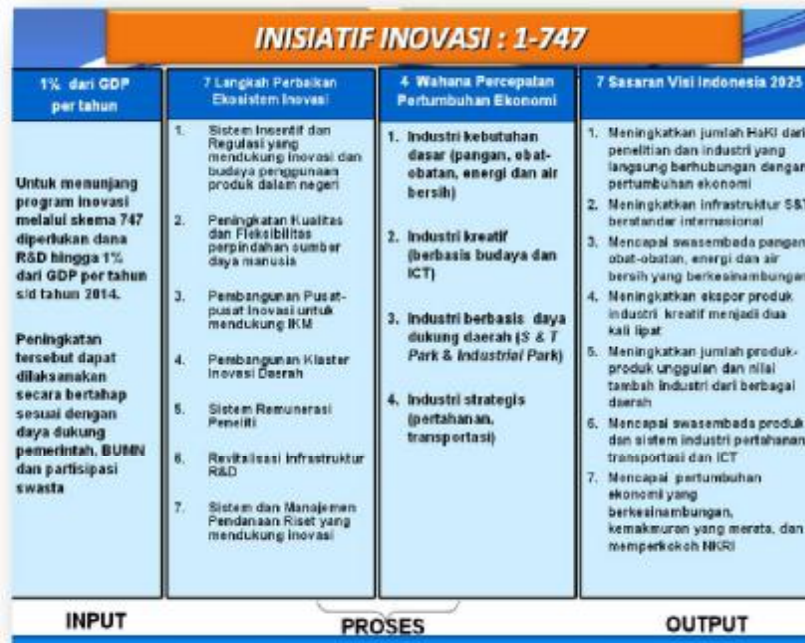 INISIATIF INOVASI : 1-747
1% dari GDP
per tahun
Untuk menunjang
program inovasi
melalui skema 747
diperlukan dana
R&D hingga 1%
dari GDP per tahun
s/d tahun 2014.
Peningkatan
tersebut dapat
dilaksanakan
secara bertahap
sesuai dengan
daya dukung
pemerintah, BUMN
dan partisipasi
swasta
7 Langkah Perbaikan
Ekosistem Inovasi
1. Sistem Insentif dan
Regulasi yang
mendukung inovasi dan
budaya penggunaan
produk dalam negeri
2. Peningkatan Kualitas
dan Fleksibilitas
perpindahan sumber
daya manusia
3. Pembangunan Pusat-
pusat Inovasi untuk
mendukung IKM
4. Pembangunan Klaster
Inovasi Daerah
5. Sistem Remunerasi
Peneliti
6. Revitalisasi Infrastruktur
R&D
7. Sistem dan Manajemen
Pendanaan Riset yang
mendukung inovasi
4 Wahana Percepatan
Pertumbuhan Ekonomi
1. Industri kebutuhan
dasar (pangan, obat-
obatan, energi dan air
bersih)
2. Industri kreatif
(berbasis budaya dan
ICT)
3. Industri berbasis daya
dukung daerah (S & T
Park & Industrial Park)
4. Industri strategis
(pertahanan,
transportasi)
7 Sasaran Visi Indonesia 2025
1. Meningkatkan jumlah HaKI dari
penelitian dan industri yang
langsung berhubungan dengan
pertumbuhan ekonomi
2. Meningkatkan infrastruktur S&T
berstandar internasional
3. Mencapai swasembada pangan,
obat-obatan, energi dan air
bersih yang berkesinambungan
4. Meningkatkan ekspor produk
industri kreatif menjadi dua
kali lipat
5. Meningkatkan jumlah produk-
produk unggulan dan nilai
tambah industri dari berbagai
daerah
6. Mencapai swasembada produk
dan sistem industri pertahanan,
transportasi dan ICT
7. Mencapai pertumbuhan
ekonomi yang
berkesinambungan,
kemakmuran yang merata, dan
memperkokoh NKRI
INPUT
PROSES
OUTPUT